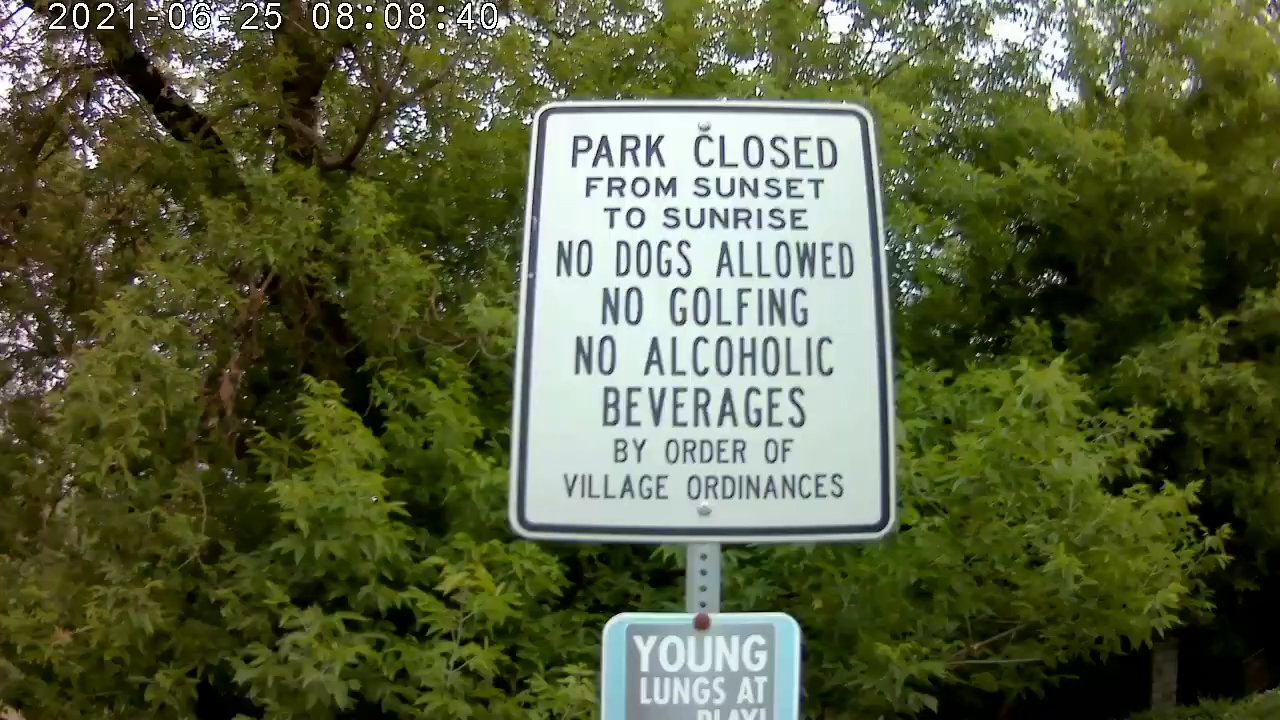 2021-06-25 08:08:40
PARK CLOSED
FROM SUNSET
TO SUNRISE
NO DOGS ALLOWED
NO GOLFING
NO ALCOHOLIC
BEVERAGES
BY ORDER OF
VILLAGE ORDINANCES
YOUNG
LUNGS AT
PLAY!